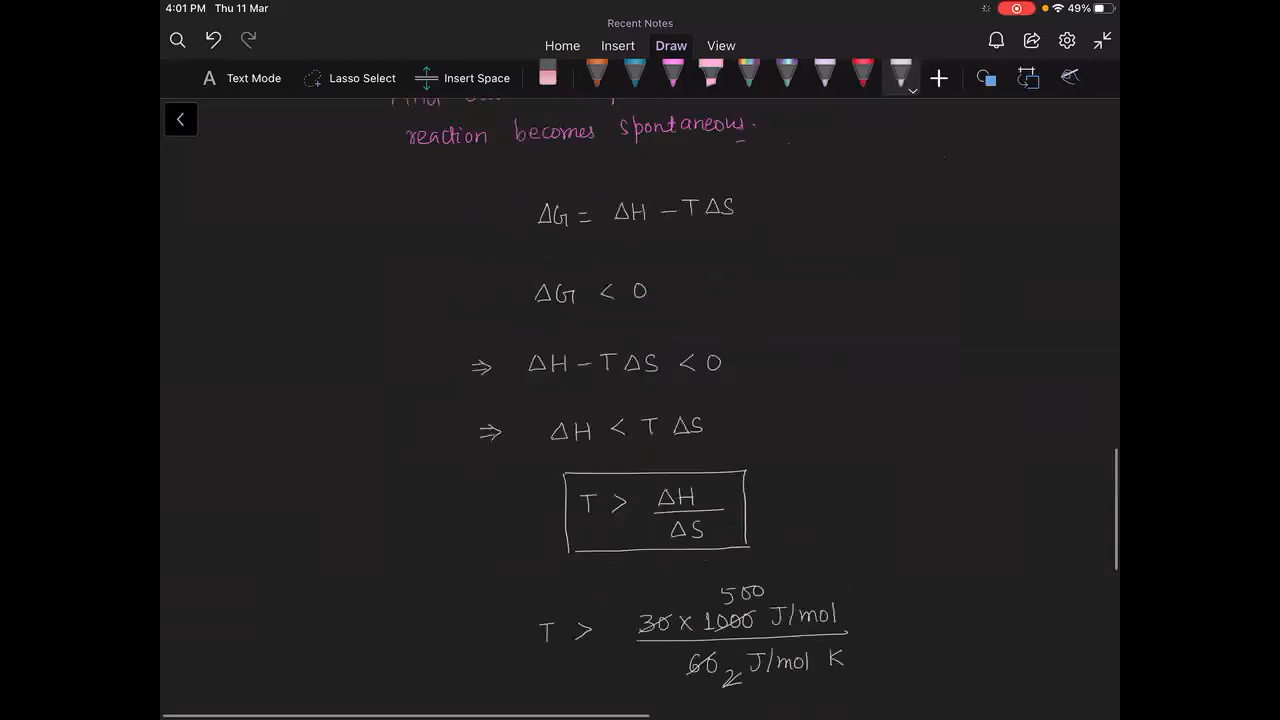 4:01 PM Thu 11 Mar
49%
Recent Notes
Home Insert Draw View
Text Mode Lasso Select Insert Space
reaction becomes spontaneous.
ΔG = ΔH - TΔS
ΔG < 0
⇒ ΔH - TΔS < 0
⇒ ΔH < T ΔS
T > ΔH
ΔS
500
T > 30 x 1000 J/mol
60 2 J/mol K